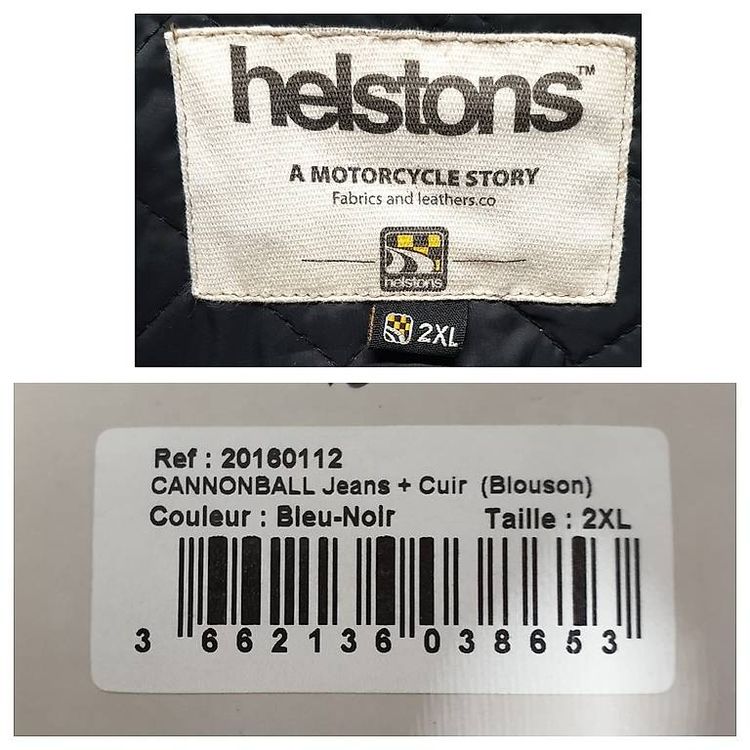 helstons™
A MOTORCYCLE STORY
Fabrics and leathers.co
helstons
2XL
Ref : 20160112
CANNONBALL Jeans + Cuir (Blouson)
Couleur : Bleu-Noir Taille : 2XL
3 662136 038653